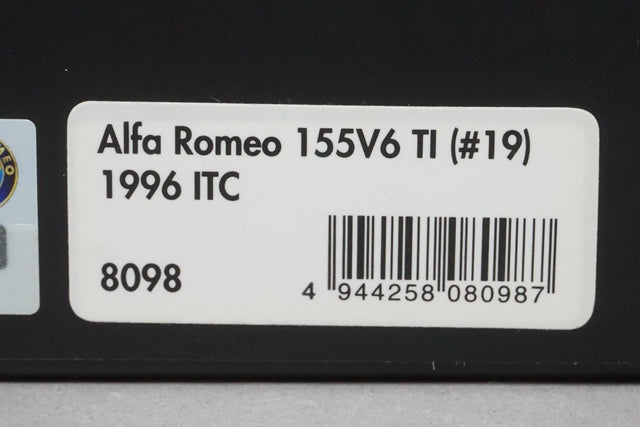 Alfa Romeo 155V6 TI (#19)
1996 ITC
8098
4 944258 080987